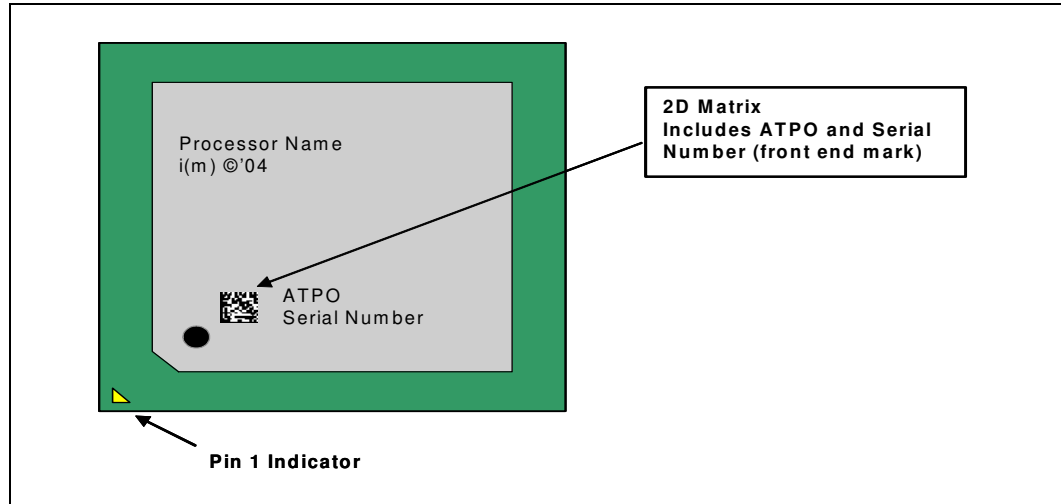 Processor Name
i(m) ©'04
2D Matrix
Includes ATPO and Serial
Number (front end mark)
ATPO
Serial Number
Pin 1 Indicator